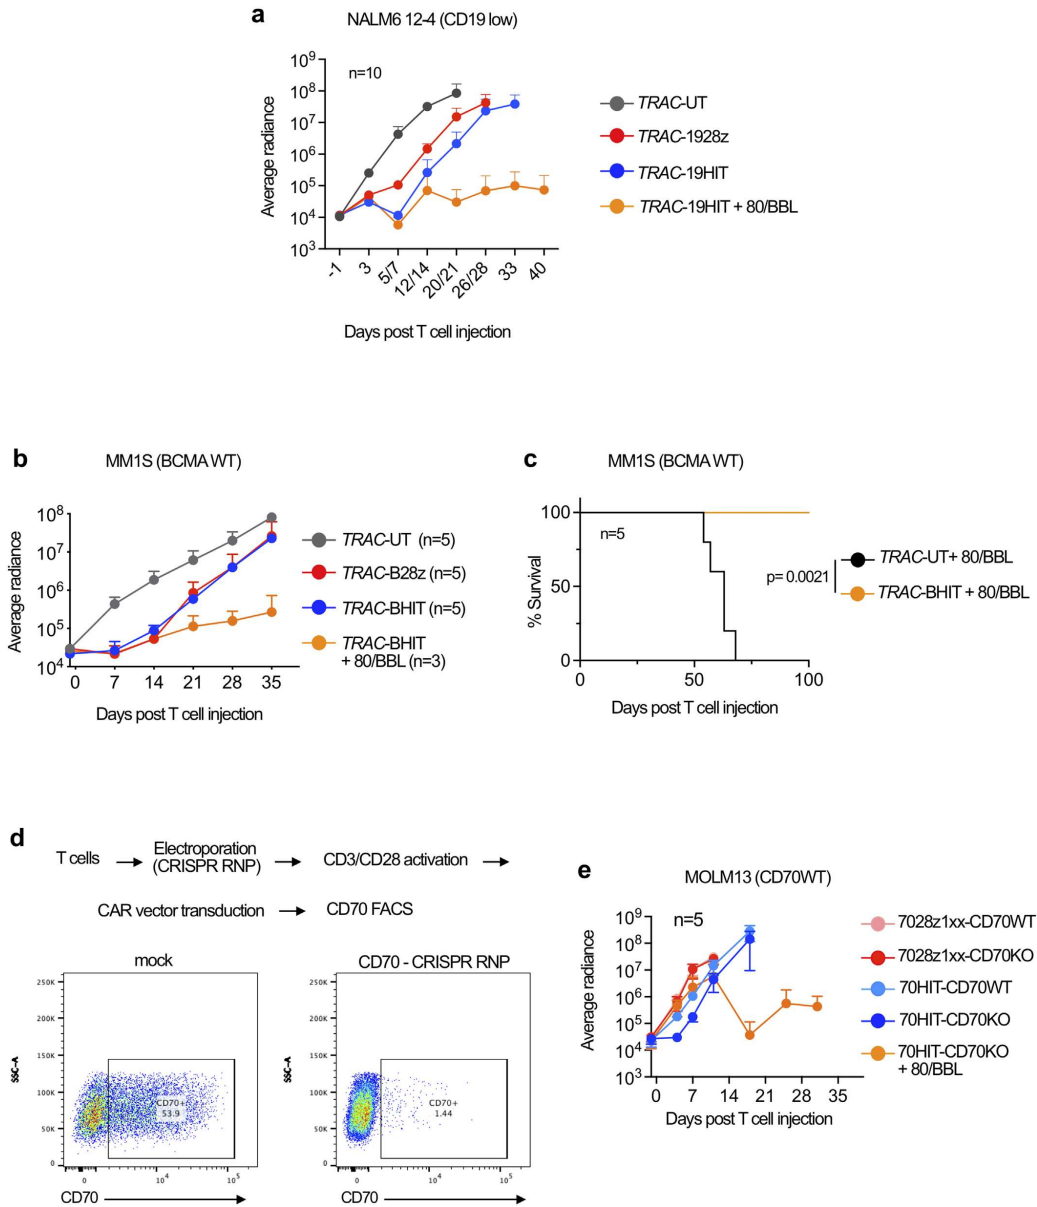 a
NALM6 12-4 (CD19 low)
n=10
10⁹
10⁸
10⁷
10⁶
10⁵
10⁴
10³
Average radiance
-1
3
5/7
12/14
20/21
26/28
33
40
Days post T cell injection
TRAC-UT
TRAC-1928z
TRAC-19HIT
TRAC-19HIT + 80/BBL
b
MM1S (BCMA WT)
10⁸
10⁷
10⁶
10⁵
10⁴
Average radiance
0 7 14 21 28 35
Days post T cell injection
TRAC-UT (n=5)
TRAC-B28z (n=5)
TRAC-BHIT (n=5)
TRAC-BHIT
+ 80/BBL (n=3)
c
MM1S (BCMA WT)
100
50
0
% Survival
n=5
0 50 100
Days post T cell injection
p= 0.0021
TRAC-UT+ 80/BBL
TRAC-BHIT + 80/BBL
d
T cells
Electroporation
(CRISPR RNP)
CD3/CD28 activation
CAR vector transduction
CD70 FACS
mock
250K
200K
150K
100K
50K
0
SSC-A
CD70+
53.9
0 10⁴ 10⁵
CD70
CD70 - CRISPR RNP
250K
200K
150K
100K
50K
0
SSC-A
CD70+
1.44
0 10⁴ 10⁵
CD70
e
MOLM13 (CD70WT)
n=5
10⁹
10⁸
10⁷
10⁶
10⁵
10⁴
10³
Average radiance
0 7 14 21 28 35
Days post T cell injection
7028z1xx-CD70WT
7028z1xx-CD70KO
70HIT-CD70WT
70HIT-CD70KO
70HIT-CD70KO
+ 80/BBL